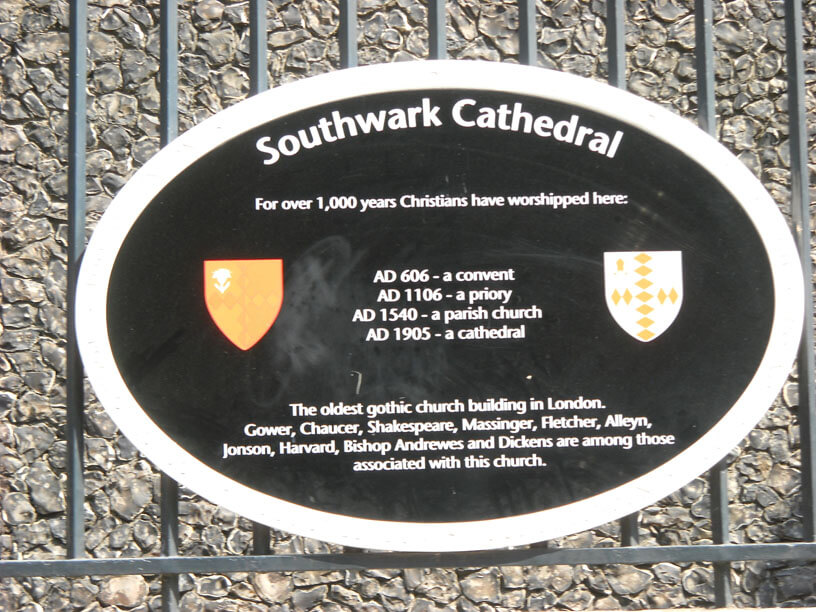 Southwark Cathedral
For over 1,000 years Christians have worshipped here:
AD 606 - a convent
AD 1106 - a priory
AD 1540 - a parish church
AD 1905 - a cathedral
The oldest gothic church building in London.
Gower, Chaucer, Shakespeare, Massinger, Fletcher, Alleyn,
Jonson, Harvard, Bishop Andrewes and Dickens are among those
associated with this church.